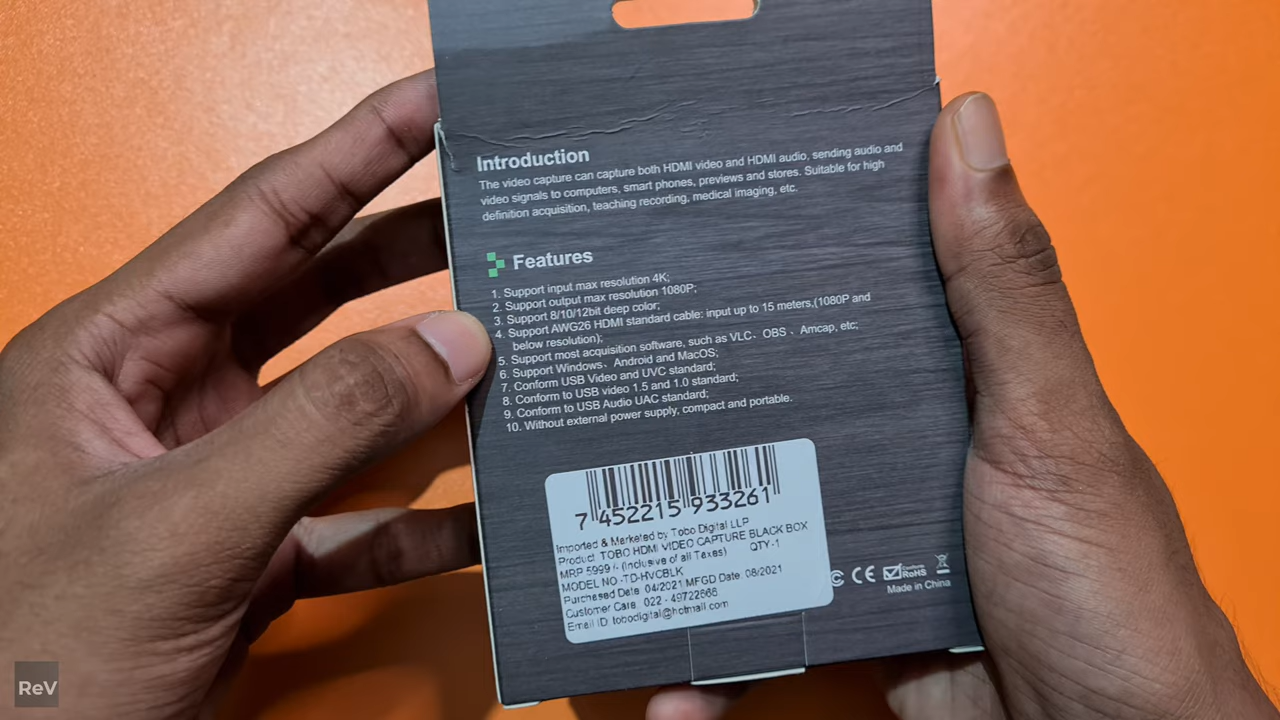 Introduction
The video capture can capture both HDMI video and HDMI audio, sending audio and
video signals to computers, smart phones, previews and stores. Suitable for high
definition acquisition, teaching recording, medical imaging, etc.
Features
1. Support input max resolution 4K;
2. Support output max resolution 1080P;
3. Support 8/10/12bit deep color;
4. Support AWG26 HDMI standard cable: input up to 15 meters,(1080P and
below resolution);
5. Support most acquisition software, such as VLC、OBS 、Amcap, etc;
6. Support Windows、Android and MacOS;
7. Conform USB Video and UVC standard;
8. Conform to USB video 1.5 and 1.0 standard;
9. Conform to USB Audio UAC standard;
10. Without external power supply, compact and portable.
7 452215 933261
Imported & Marketed by Tobo Digital LLP
Product: TOBO HDMI VIDEO CAPTURE BLACK BOX
MRP 5999 /- (Inclusive of all Taxes) QTY -1
MODEL NO.-TD-HVCBLK
Purchased Date: 04/2021 MFGD Date: 08/2021
Customer Care: 022 - 49722868
Email ID: tobodigital@hotmail.com
CE RoHS
Made in China
ReV